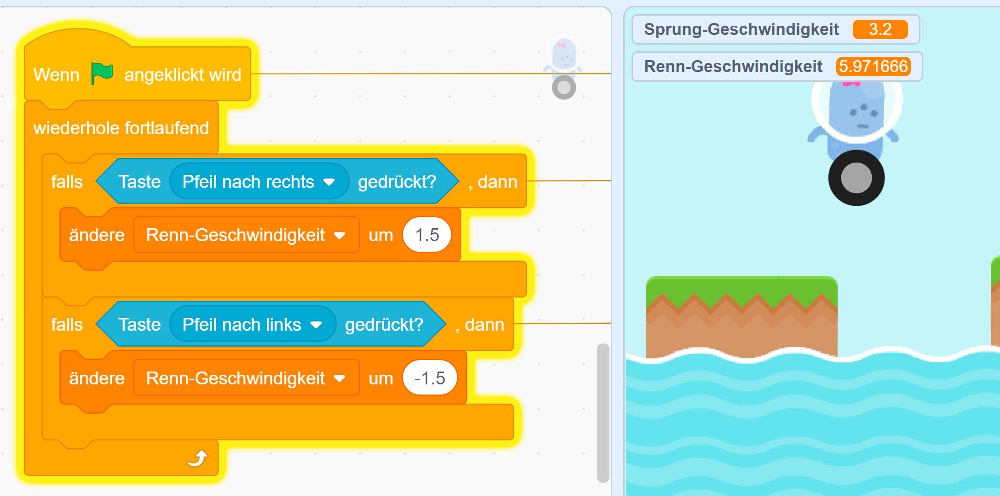 Wenn angeklickt wird
wiederhole fortlaufend
falls Taste Pfeil nach rechts gedrückt? , dann
ändere Renn-Geschwindigkeit um 1.5
falls Taste Pfeil nach links gedrückt? , dann
ändere Renn-Geschwindigkeit um -1.5
Sprung-Geschwindigkeit 3.2
Renn-Geschwindigkeit 5.971666